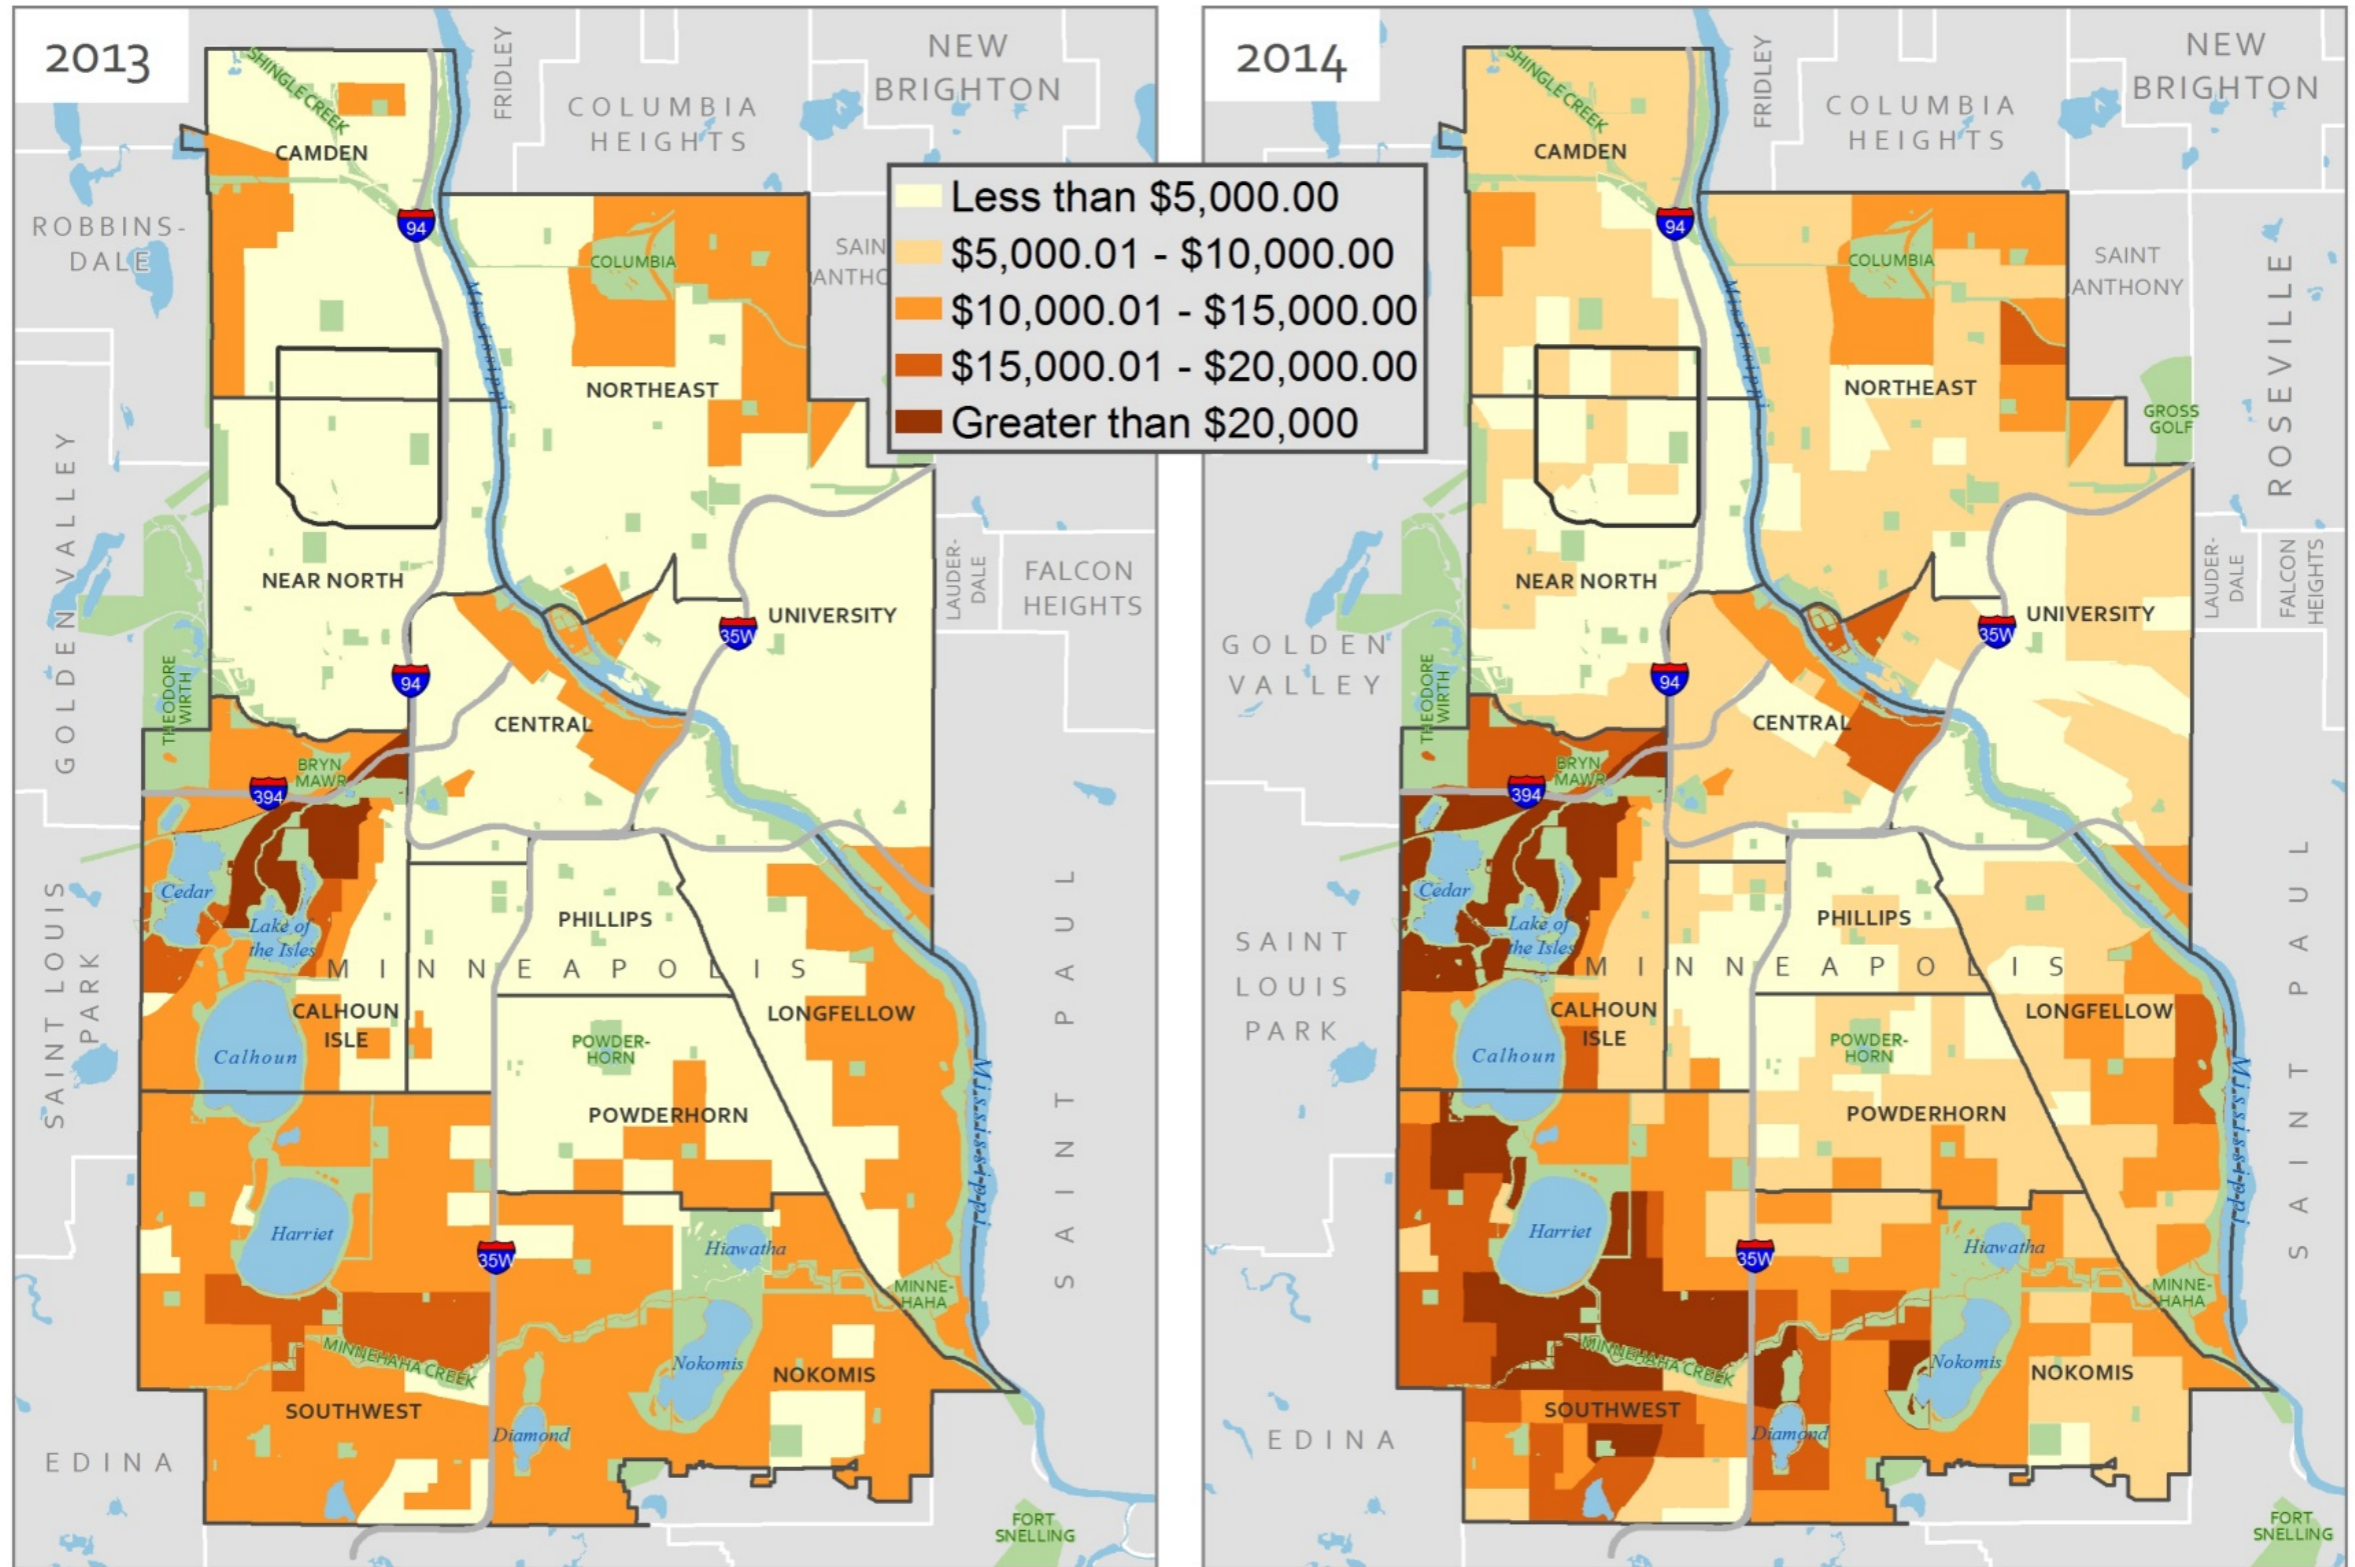 2013
SHINGLE CREEK
CAMDEN
FRIDLEY
COLUMBIA
HEIGHTS
NEW
BRIGHTON
ROBBINS-
DALE
94
COLUMBIA
SAIN
ANTHO
Mississippi
NORTHEAST
GOLDEN VALLEY
NEAR NORTH
LAUDER-
DALE
FALCON
HEIGHTS
UNIVERSITY
35W
THEODORE
WIRTH
94
CENTRAL
BRYN
MAWR
394
Cedar
Lake of
the Isles
PHILLIPS
MINNEAPOLIS
SAINT LOUIS
PARK
CALHOUN
ISLE
Calhoun
POWDER-
HORN
LONGFELLOW
POWDERHORN
Mississippi
SAINT PAUL
Harriet
Hiawatha
35W
MINNE-
HAHA
MINNEHAHA CREEK
Nokomis
NOKOMIS
SOUTHWEST
Diamond
EDINA
FORT
SNELLING
Less than $5,000.00
$5,000.01 - $10,000.00
$10,000.01 - $15,000.00
$15,000.01 - $20,000.00
Greater than $20,000
2014
SHINGLE CREEK
CAMDEN
FRIDLEY
COLUMBIA
HEIGHTS
NEW
BRIGHTON
94
COLUMBIA
SAINT
ANTHONY
ROSEVILLE
Mississippi
NORTHEAST
GROSS
GOLF
NEAR NORTH
LAUDER-
DALE
FALCON
HEIGHTS
UNIVERSITY
35W
GOLDEN
VALLEY
THEODORE
WIRTH
94
CENTRAL
BRYN
MAWR
394
Cedar
Lake of
the Isles
PHILLIPS
MINNEAPOLIS
SAINT
LOUIS
PARK
CALHOUN
ISLE
Calhoun
POWDER-
HORN
LONGFELLOW
POWDERHORN
Mississippi
SAINT PAUL
Harriet
Hiawatha
35W
MINNE-
HAHA
MINNEHAHA CREEK
Nokomis
NOKOMIS
SOUTHWEST
Diamond
EDINA
FORT
SNELLING